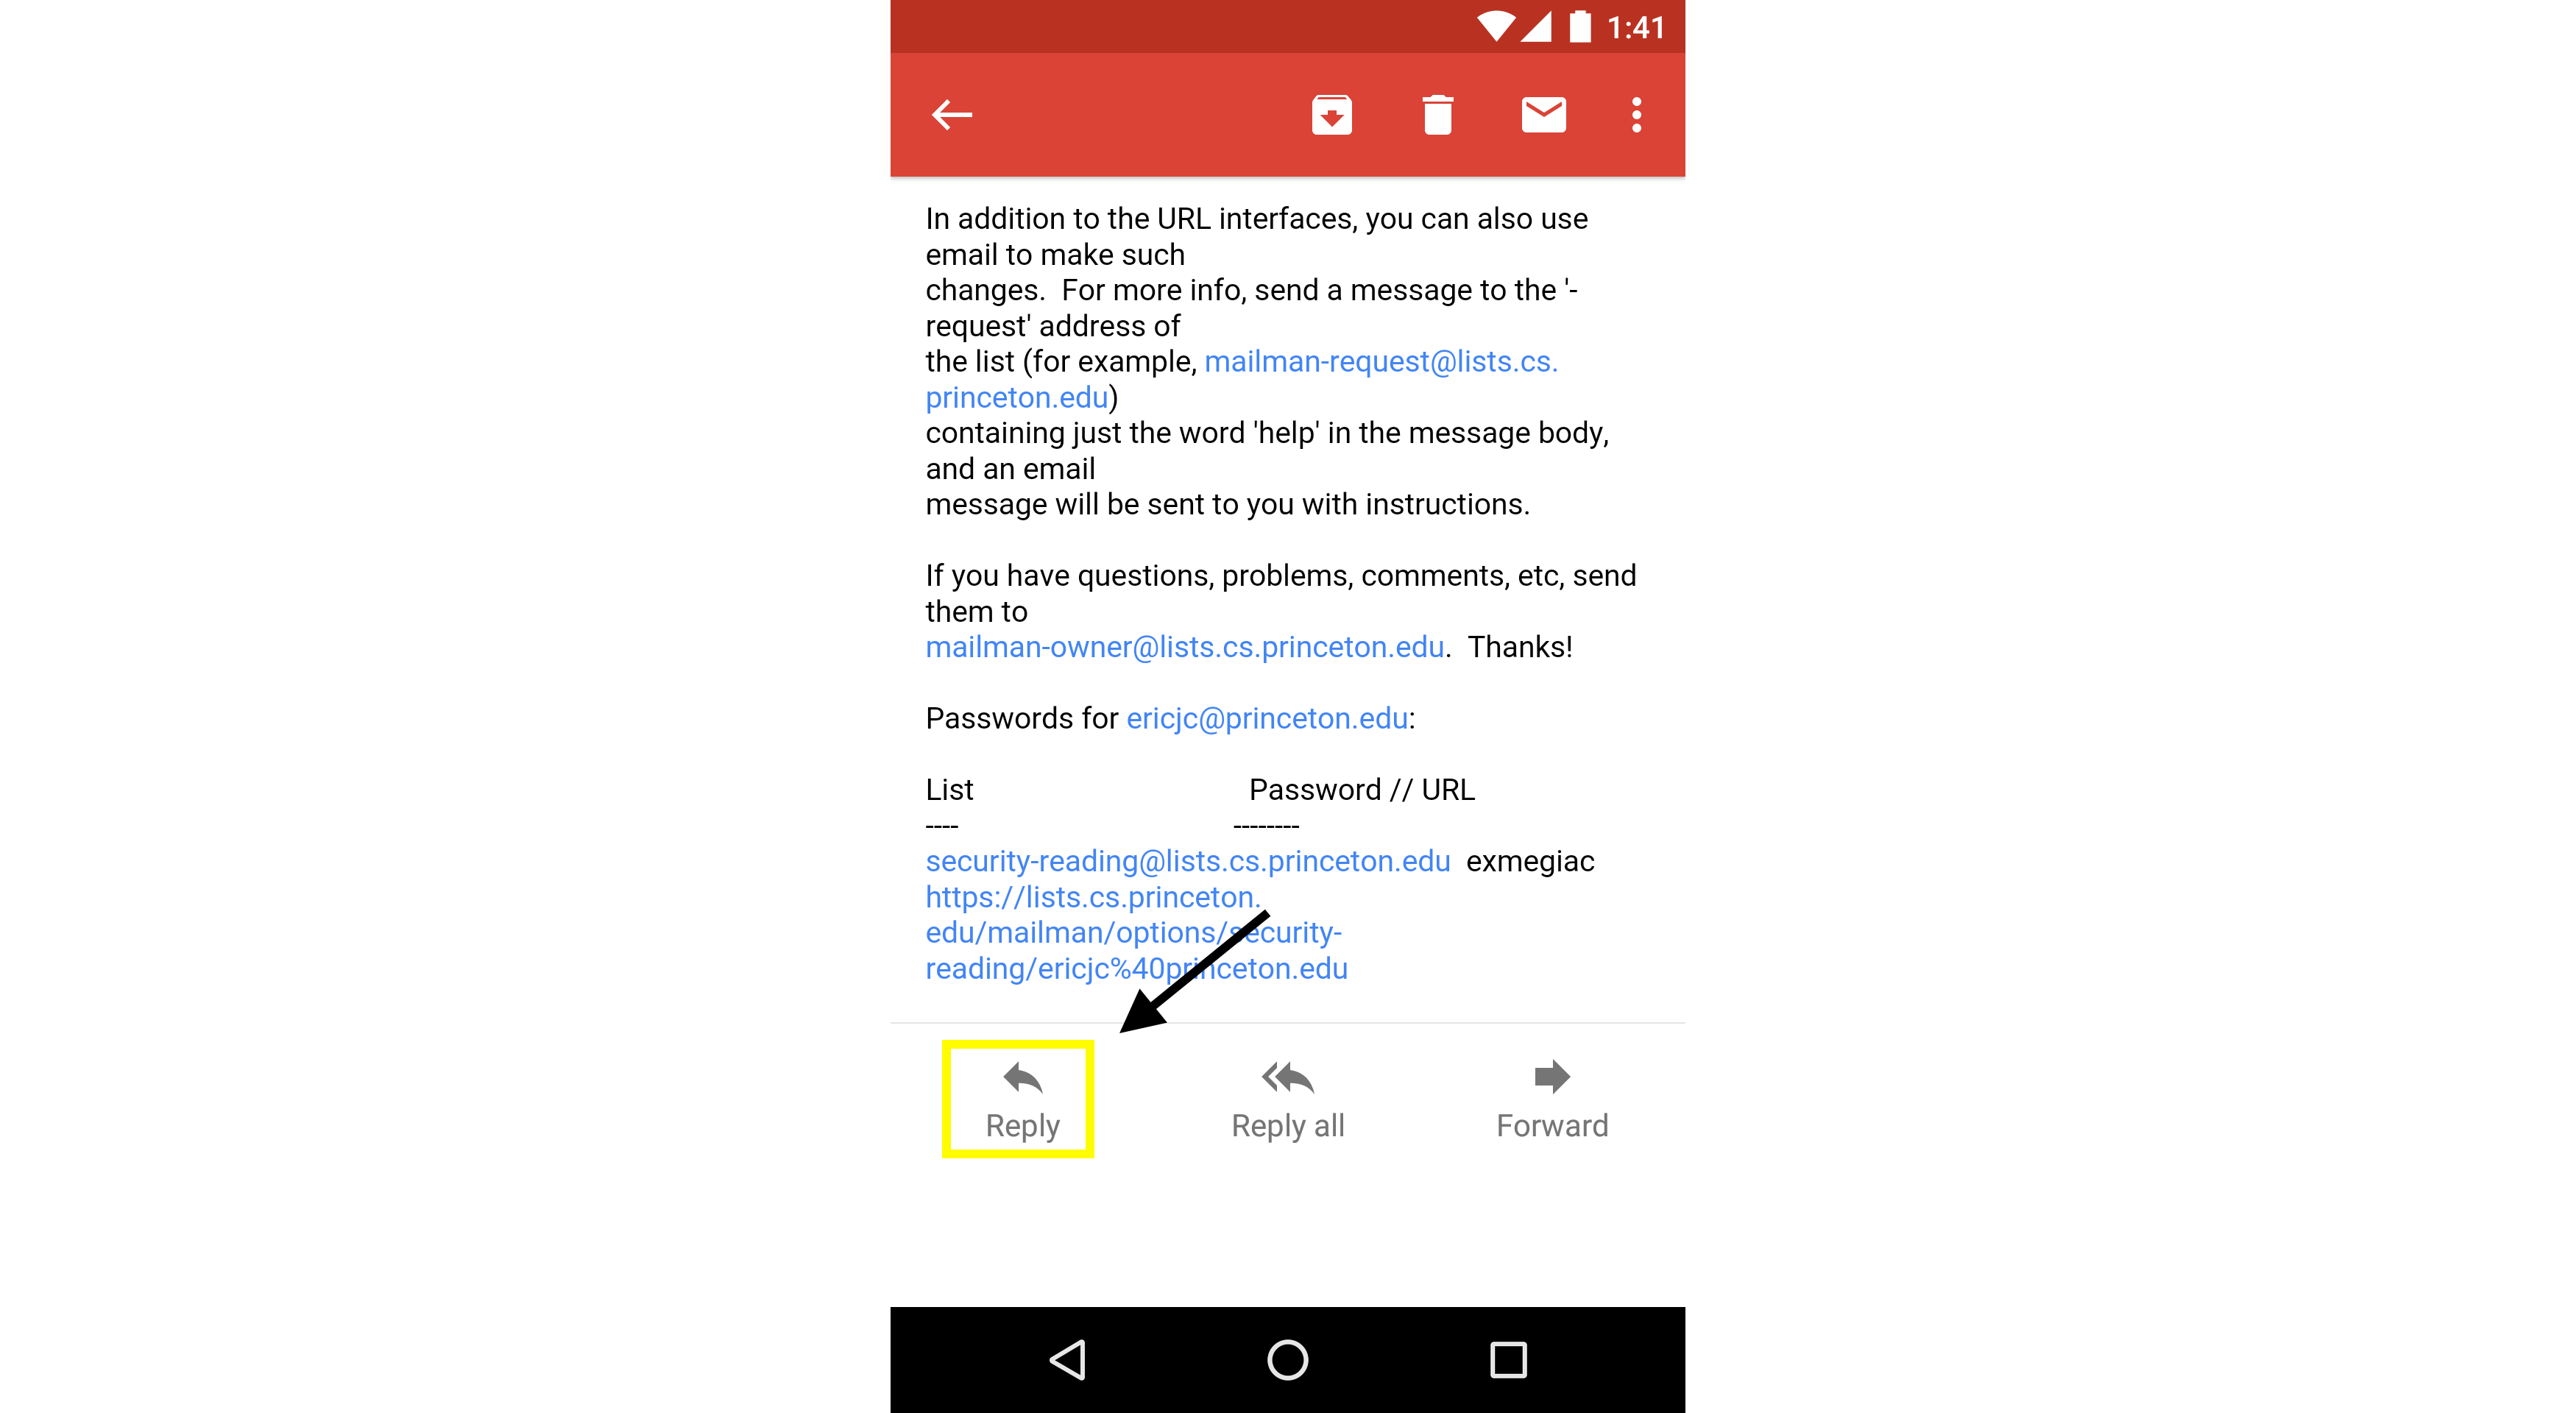 1:41
In addition to the URL interfaces, you can also use
email to make such
changes.  For more info, send a message to the '-
request' address of
the list (for example, mailman-request@lists.cs.
princeton.edu)
containing just the word 'help' in the message body,
and an email
message will be sent to you with instructions.
If you have questions, problems, comments, etc, send
them to
mailman-owner@lists.cs.princeton.edu.  Thanks!
Passwords for ericjc@princeton.edu:
List Password // URL
---- --------
security-reading@lists.cs.princeton.edu  exmegiac
https://lists.cs.princeton.
edu/mailman/options/security-
reading/ericjc%40princeton.edu
Reply Reply all Forward